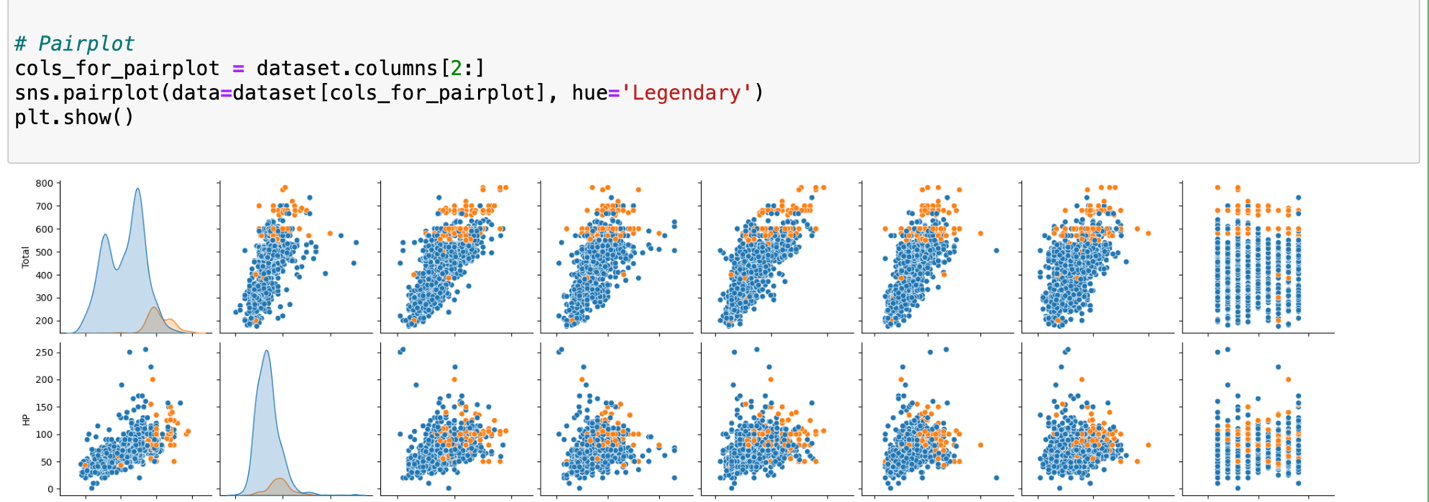 # Pairplot
cols_for_pairplot = dataset.columns[2:]
sns.pairplot(data=dataset[cols_for_pairplot], hue='Legendary')
plt.show()
800
700
600
500
400
300
200
Total
250
200
150
100
50
0
HP